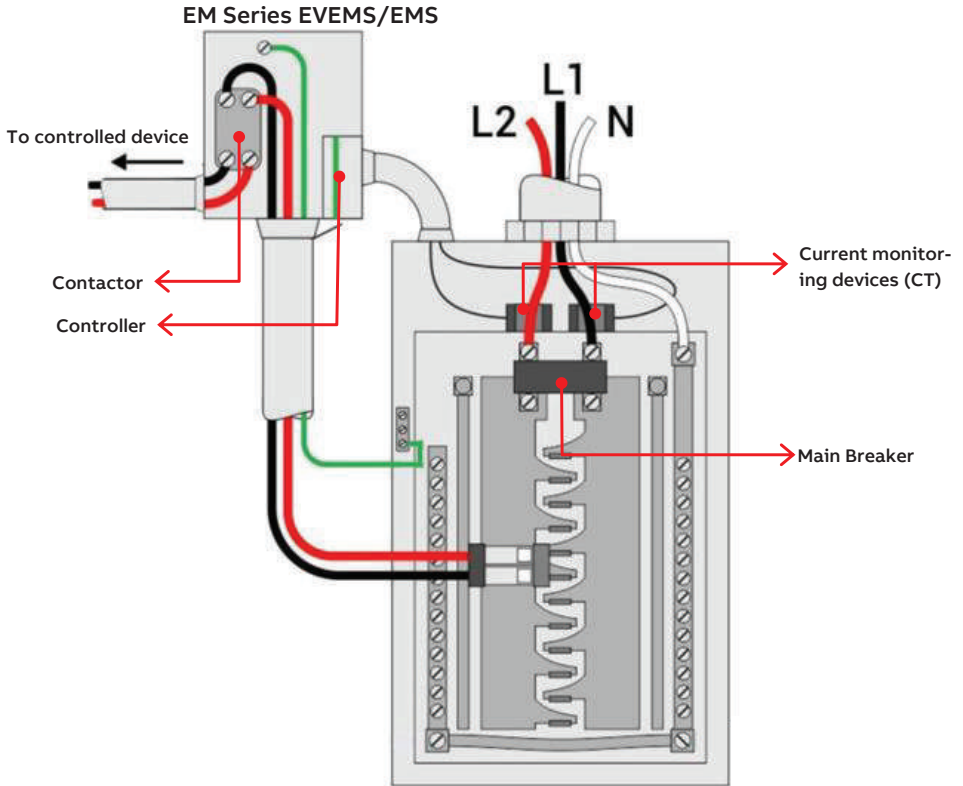 EM Series EVEMS/EMS
L1
L2
N
To controlled device
Current monitor-
ing devices (CT)
Contactor
Controller
Main Breaker